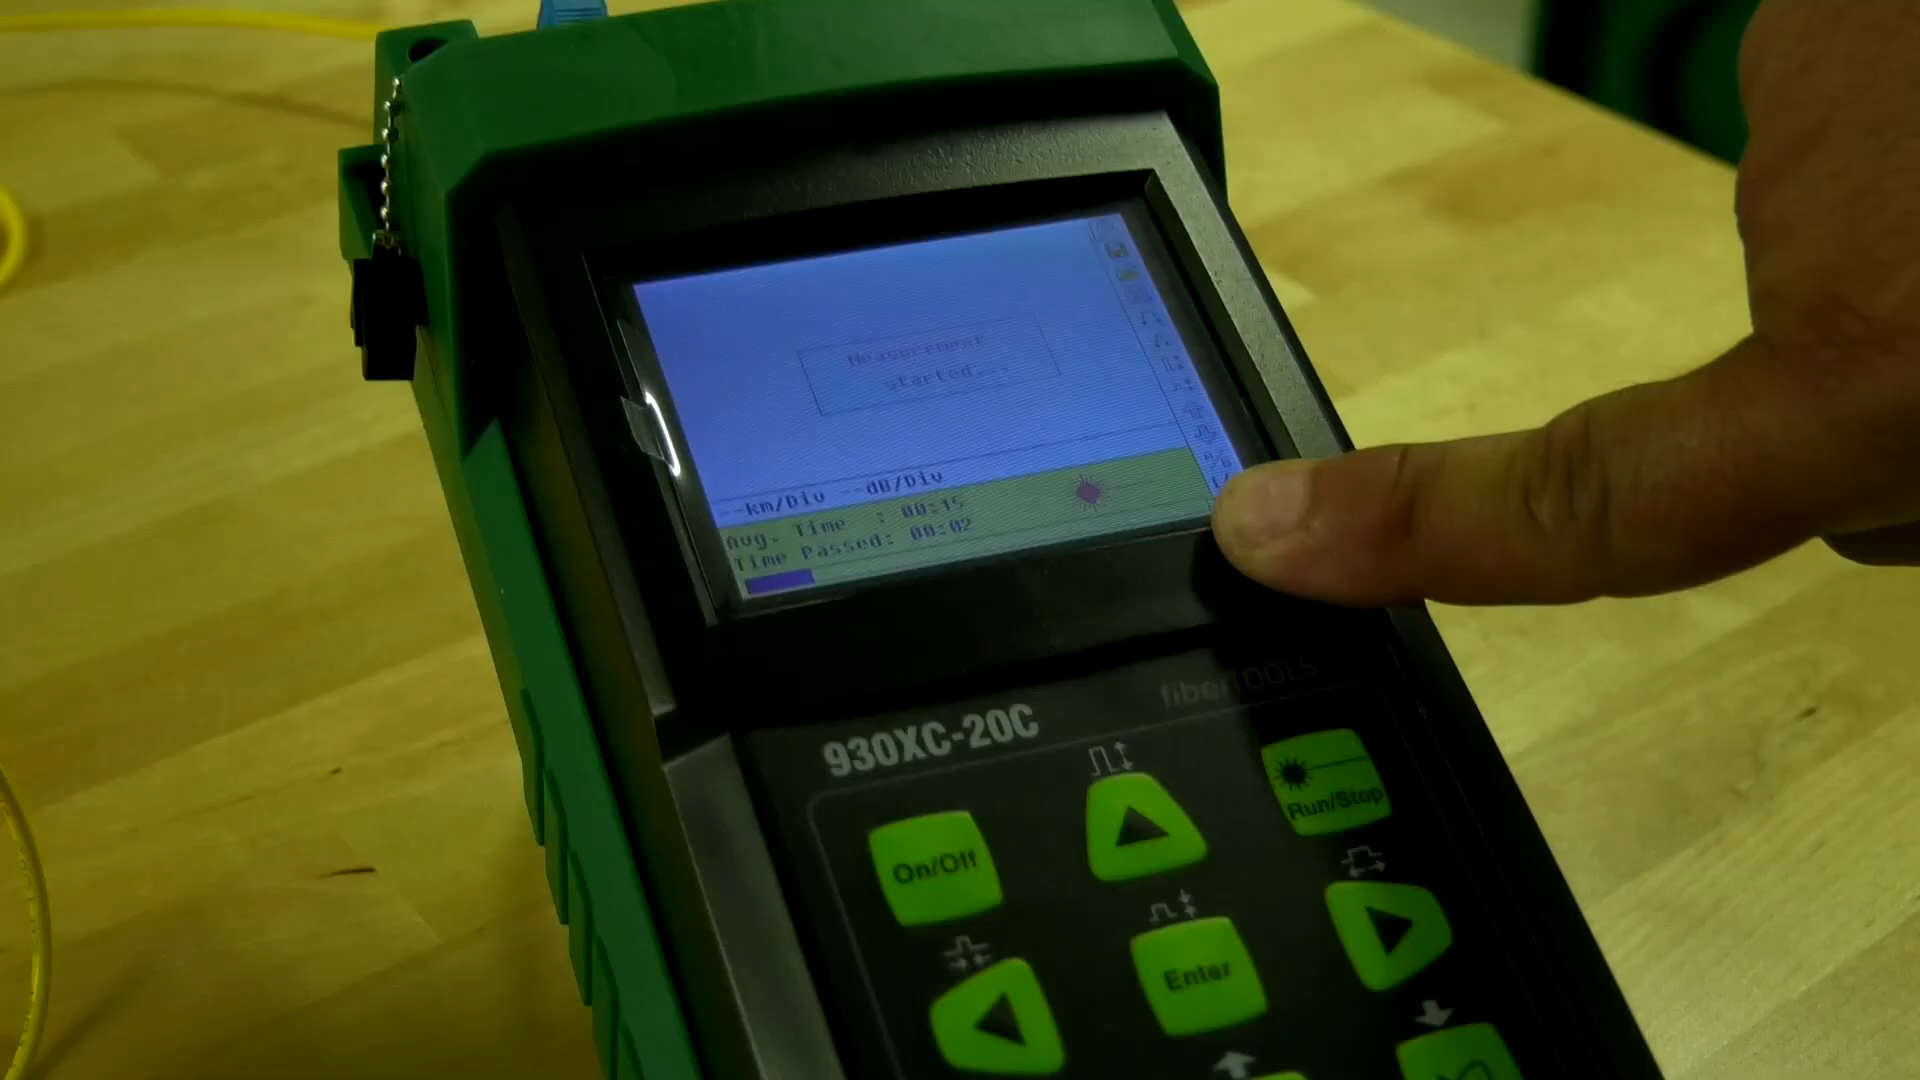 Measurement
started...
--km/Div --dB/Div
Avg. Time : 00:15
Time Passed: 00:02
fiberTOOLS
930XC-20C
Run/Stop
On/Off
Enter